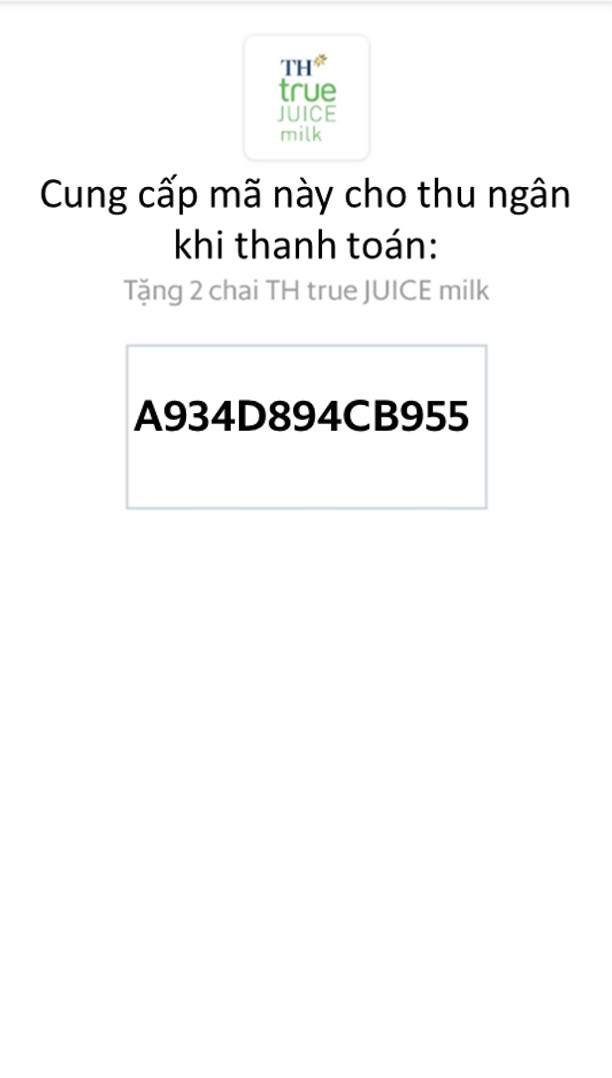 TH
true
JUICE
milk
Cung cấp mã này cho thu ngân
khi thanh toán:
Tặng 2 chai TH true JUICE milk
A934D894CB955